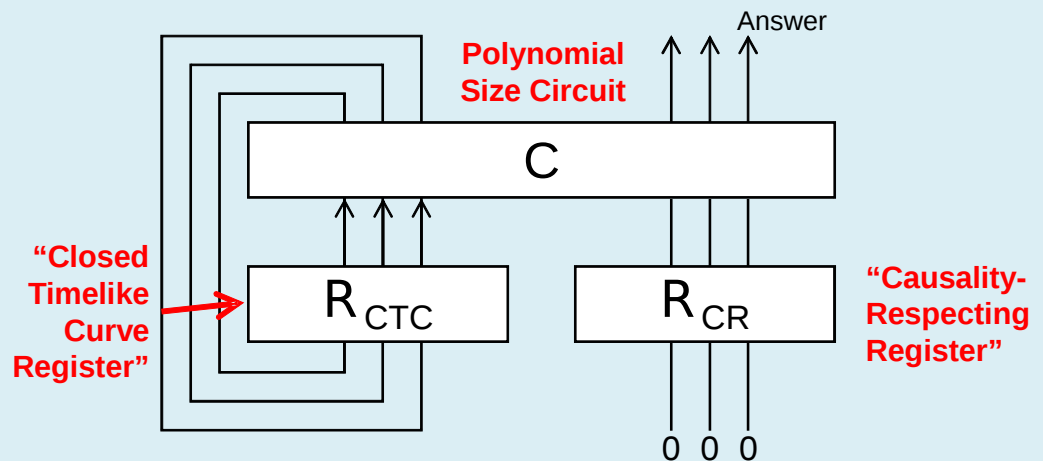 Answer
Polynomial
Size Circuit
C
“Closed
Timelike
Curve
Register”
R CTC
R CR
“Causality-
Respecting
Register”
0 0 0